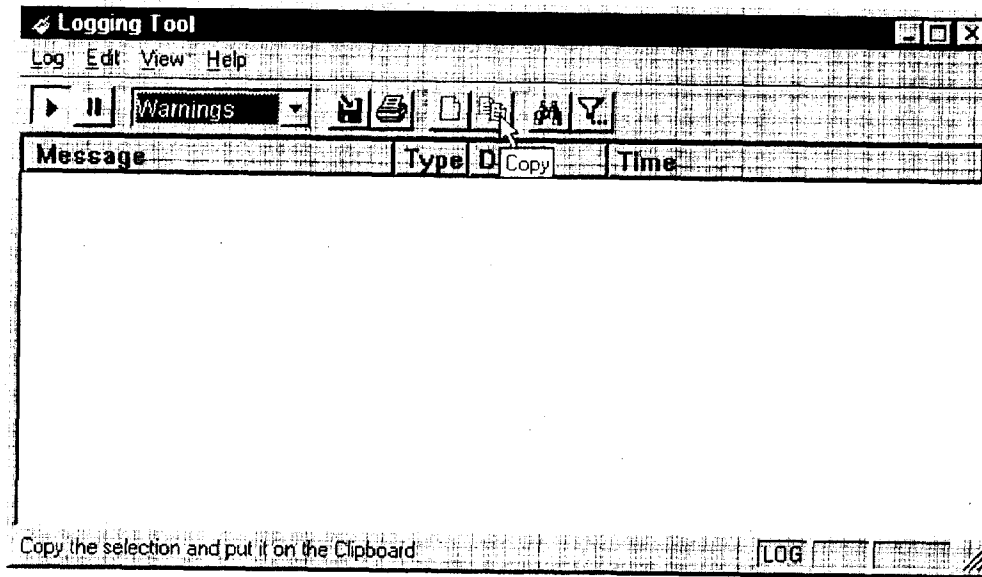 Logging Tool
Log Edit View Help
Warnings
Message Type D Time
Copy
Copy the selection and put it on the Clipboard
LOG